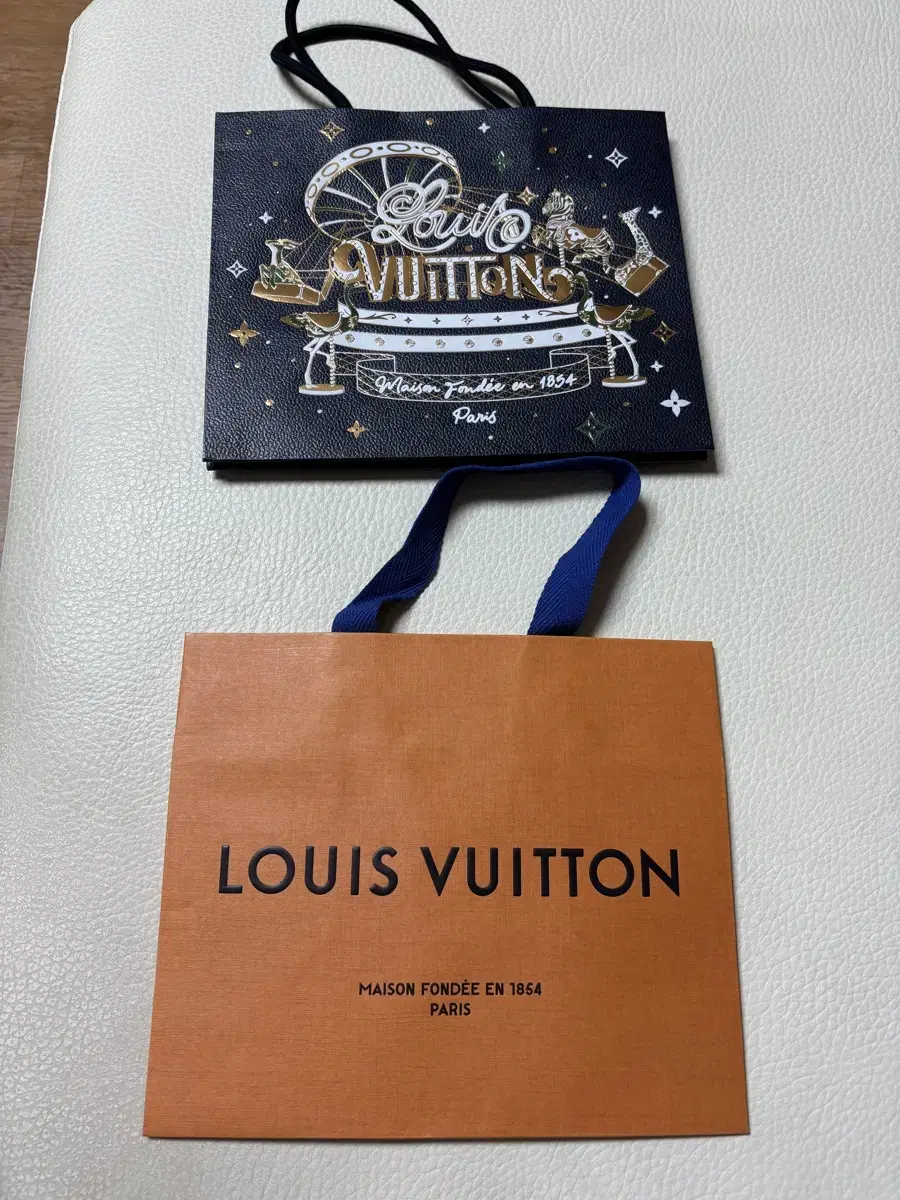 Louis
VUITTON
Maison Fondée en 1854
Paris
LOUIS VUITTON
MAISON FONDÉE EN 1854
PARIS